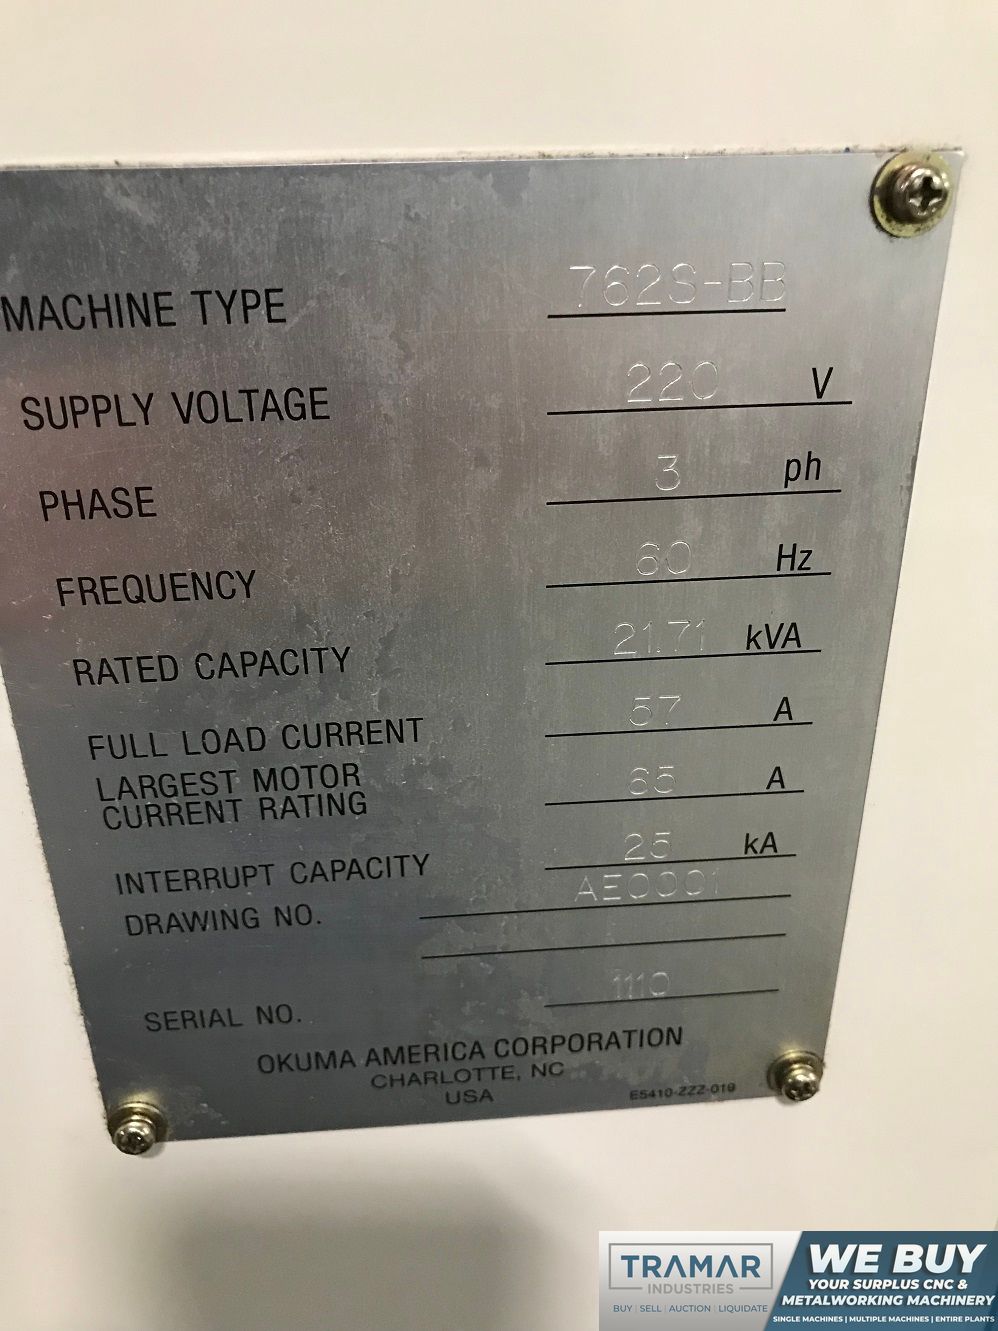 MACHINE TYPE 762S-BB
SUPPLY VOLTAGE 220 V
PHASE 3 ph
FREQUENCY 60 Hz
RATED CAPACITY 21.71 kVA
FULL LOAD CURRENT 57 A
LARGEST MOTOR
CURRENT RATING 65 A
INTERRUPT CAPACITY 25 kA
DRAWING NO. AE0001
SERIAL NO. 1110
OKUMA AMERICA CORPORATION
CHARLOTTE, NC
USA
E5410-ZZZ-019
TRAMAR
INDUSTRIES
BUY | SELL | AUCTION | LIQUIDATE
WE BUY
YOUR SURPLUS CNC &
METALWORKING MACHINERY
SINGLE MACHINES | MULTIPLE MACHINES | ENTIRE PLANTS